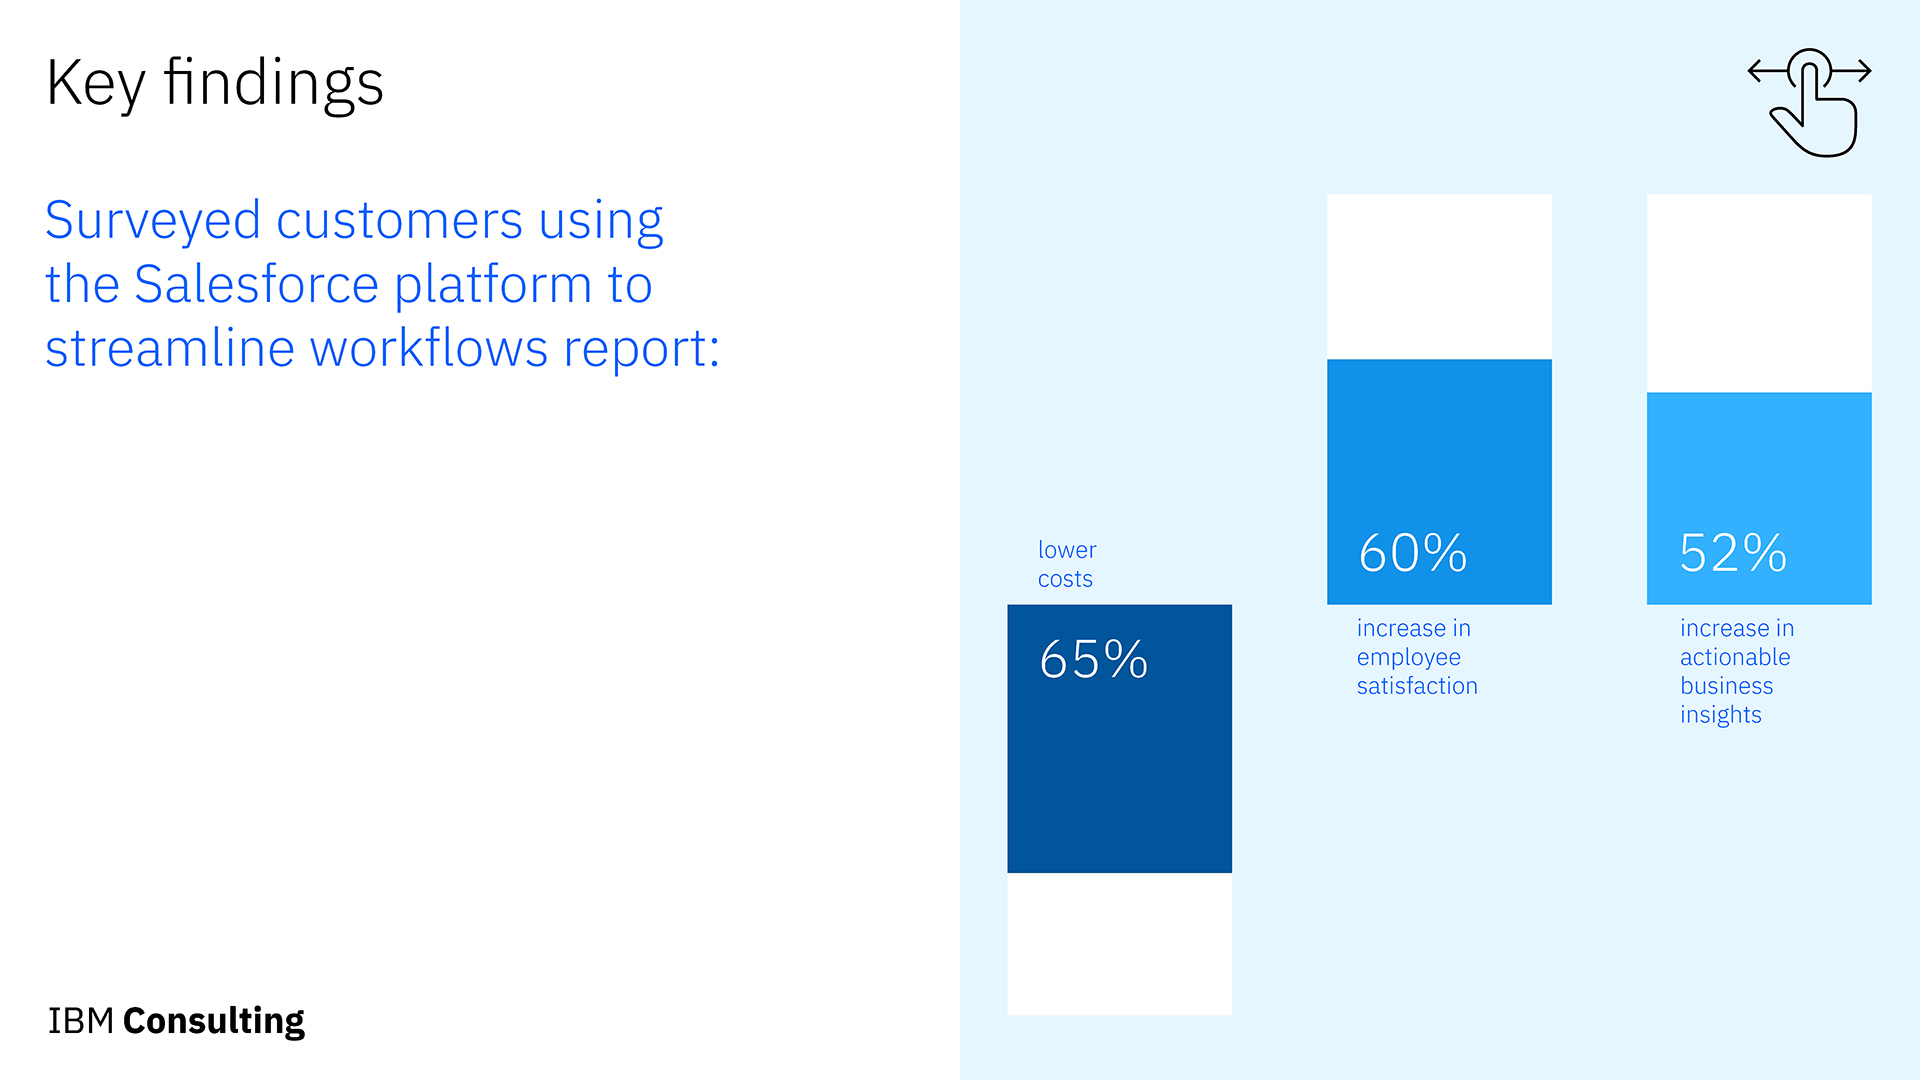 Key findings
Surveyed customers using
the Salesforce platform to
streamline workflows report:
lower
costs
65%
60%
increase in
employee
satisfaction
52%
increase in
actionable
business
insights
IBM Consulting